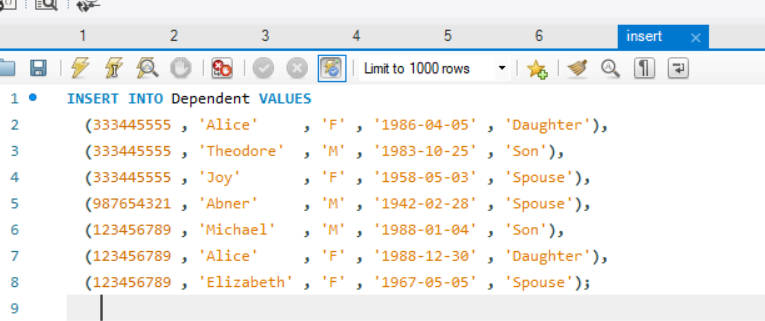 1 2 3 4 5 6 insert
Limit to 1000 rows
1 INSERT INTO Dependent VALUES
2 (333445555 , 'Alice' , 'F' , '1986-04-05' , 'Daughter'),
3 (333445555 , 'Theodore' , 'M' , '1983-10-25' , 'Son'),
4 (333445555 , 'Joy' , 'F' , '1958-05-03' , 'Spouse'),
5 (987654321 , 'Abner' , 'M' , '1942-02-28' , 'Spouse'),
6 (123456789 , 'Michael' , 'M' , '1988-01-04' , 'Son'),
7 (123456789 , 'Alice' , 'F' , '1988-12-30' , 'Daughter'),
8 (123456789 , 'Elizabeth' , 'F' , '1967-05-05' , 'Spouse');
9